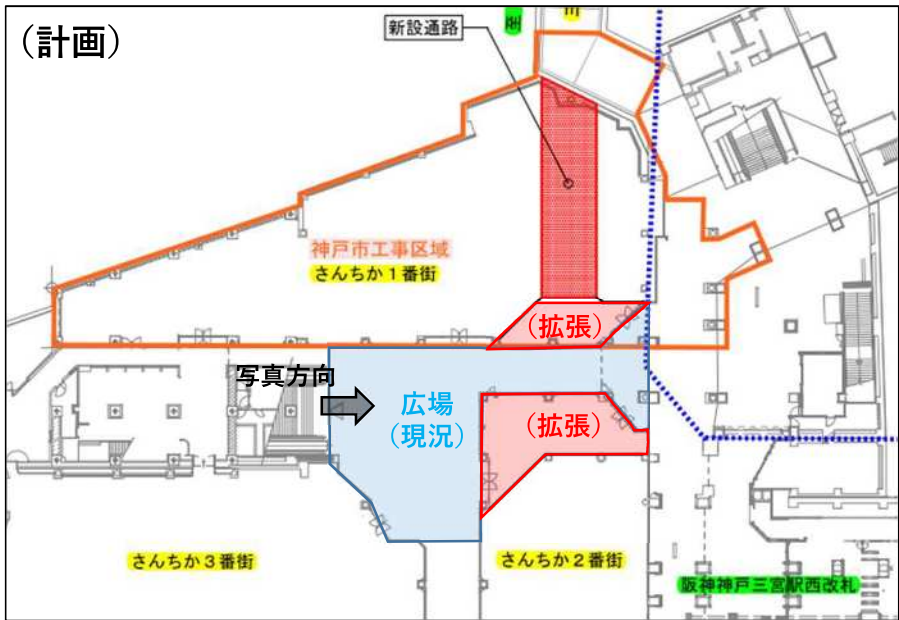 （計画）
新設通路
神戸市工事区域
さんちか１番街
（拡張）
写真方向
広場
（現況）
（拡張）
さんちか３番街
さんちか２番街
阪神神戸三宮駅西改札